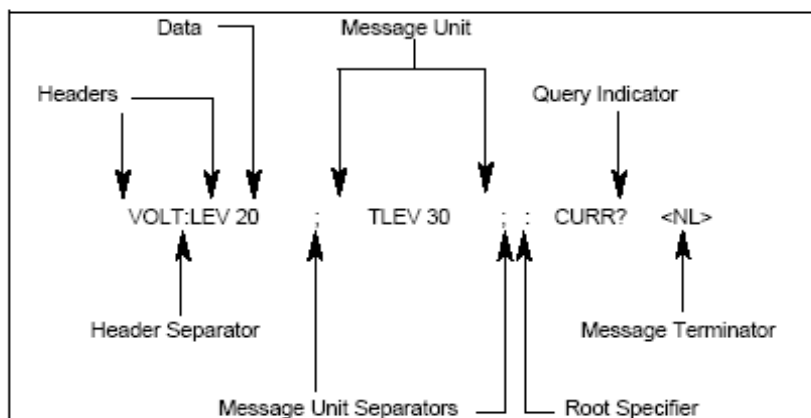 Data Message Unit
Headers Query Indicator
VOLT:LEV 20 ; TLEV 30 ; : CURR? <NL>
Header Separator Message Terminator
Message Unit Separators Root Specifier